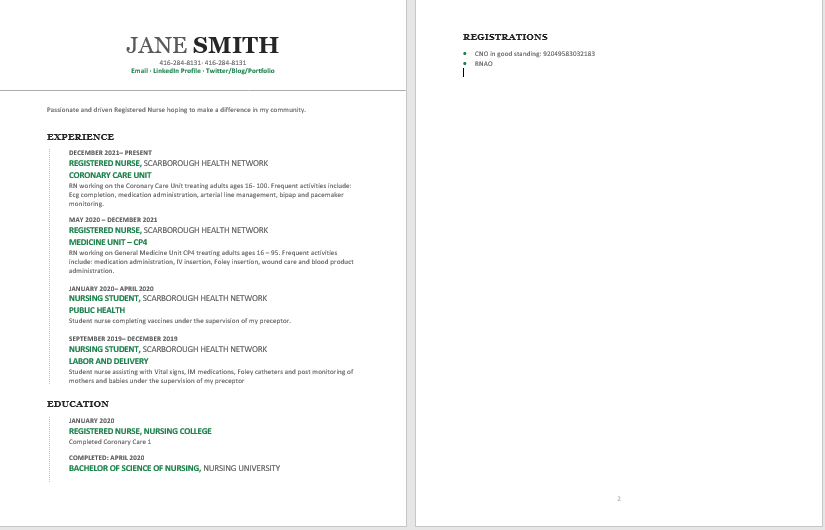 JANE SMITH
416-284-8131· 416-284-8131
Email · LinkedIn Profile · Twitter/Blog/Portfolio
Passionate and driven Registered Nurse hoping to make a difference in my community.
EXPERIENCE
DECEMBER 2021– PRESENT
REGISTERED NURSE, SCARBOROUGH HEALTH NETWORK
CORONARY CARE UNIT
RN working on the Coronary Care Unit treating adults ages 16- 100. Frequent activities include:
Ecg completion, medication administration, arterial line management, bipap and pacemaker
monitoring.
MAY 2020 – DECEMBER 2021
REGISTERED NURSE, SCARBOROUGH HEALTH NETWORK
MEDICINE UNIT – CP4
RN working on General Medicine Unit CP4 treating adults ages 16 – 95. Frequent activities
include: medication administration, IV insertion, Foley insertion, wound care and blood product
administration.
JANUARY 2020– APRIL 2020
NURSING STUDENT, SCARBOROUGH HEALTH NETWORK
PUBLIC HEALTH
Student nurse completing vaccines under the supervision of my preceptor.
SEPTEMBER 2019– DECEMBER 2019
NURSING STUDENT, SCARBOROUGH HEALTH NETWORK
LABOR AND DELIVERY
Student nurse assisting with Vital signs, IM medications, Foley catheters and post monitoring of
mothers and babies under the supervision of my preceptor
EDUCATION
JANUARY 2020
REGISTERED NURSE, NURSING COLLEGE
Completed Coronary Care 1
COMPLETED: APRIL 2020
BACHELOR OF SCIENCE OF NURSING, NURSING UNIVERSITY
REGISTRATIONS
CNO in good standing: 92049583032183
RNAO
2